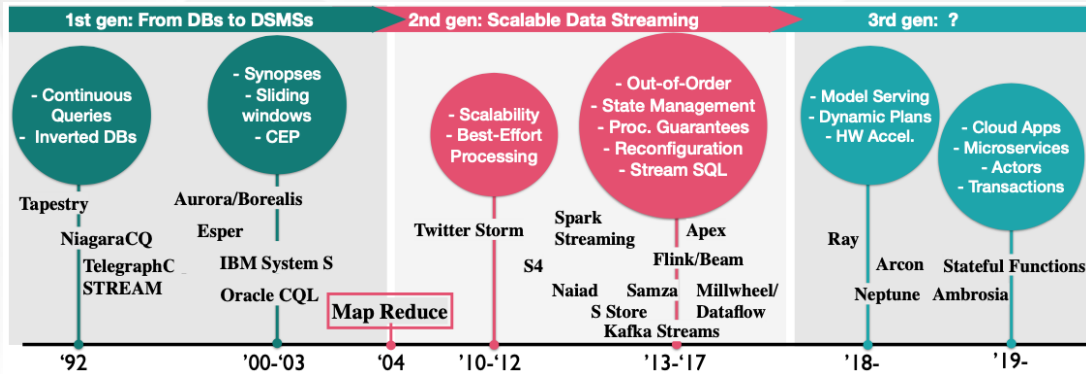 1st gen: From DBs to DSMSs
2nd gen: Scalable Data Streaming
3rd gen: ?
- Continuous
Queries
- Inverted DBs
- Synopses
- Sliding
windows
- CEP
- Scalability
- Best-Effort
Processing
- Out-of-Order
- State Management
- Proc. Guarantees
- Reconfiguration
- Stream SQL
- Model Serving
- Dynamic Plans
- HW Accel.
- Cloud Apps
- Microservices
- Actors
- Transactions
Tapestry
NiagaraCQ
TelegraphC
STREAM
Aurora/Borealis
Esper
IBM System S
Oracle CQL
Map Reduce
Twitter Storm
S4
Spark
Streaming
Apex
Flink/Beam
Naiad
Samza
Millwheel/
Dataflow
S Store
Kafka Streams
Ray
Arcon
Neptune
Stateful Functions
Ambrosia
‘92
’00-‘03
‘04
’10-‘12
’13-‘17
’18-
’19-